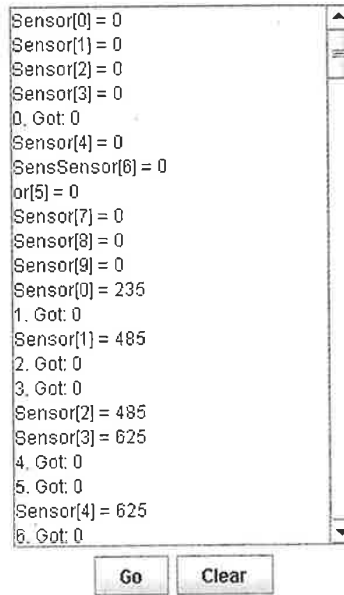 Sensor[0] = 0
Sensor[1} = 0
Sensor[2] = 0
Sensor[3] = 0
0, Got: 0
Sensor[4] = 0
SensSensor[6] = 0
or[5] = 0
Sensor[7] = 0
Sensor[8] = 0
Sensor[9] = 0
Sensor[0] = 235
1. Got: 0
Sensor[1} = 485
2. Got: 0
3, Got: 0
Sensor[2] = 485
Sensor[3] = 625
4, Got: 0
5. Got: 0
Sensor[4] = 625
6. Got: 0
Go Clear